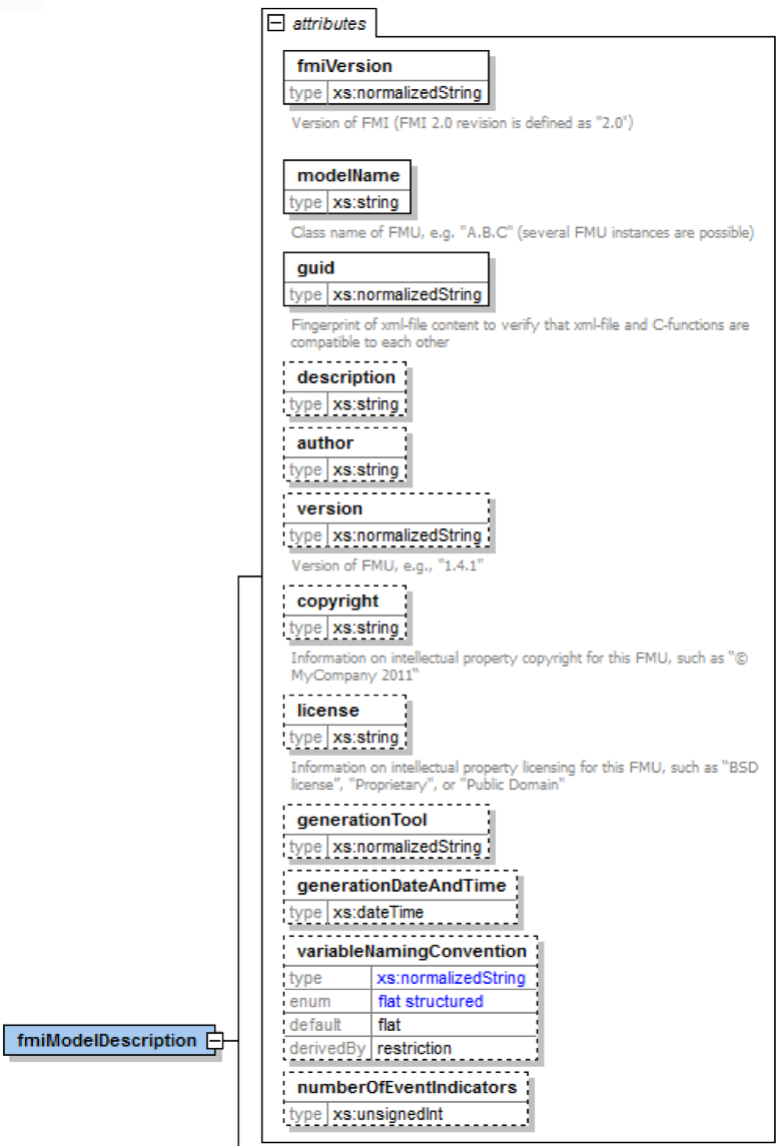 attributes
fmiVersion
type xs:normalizedString
Version of FMI (FMI 2.0 revision is defined as "2.0")
modelName
type xs:string
Class name of FMU, e.g. "A.B.C" (several FMU instances are possible)
guid
type xs:normalizedString
Fingerprint of xml-file content to verify that xml-file and C-functions are
compatible to each other
description
type xs:string
author
type xs:string
version
type xs:normalizedString
Version of FMU, e.g., "1.4.1"
copyright
type xs:string
Information on intellectual property copyright for this FMU, such as “©
MyCompany 2011“
license
type xs:string
Information on intellectual property licensing for this FMU, such as “BSD
license”, "Proprietary", or "Public Domain"
generationTool
type xs:normalizedString
generationDateAndTime
type xs:dateTime
variableNamingConvention
type xs:normalizedString
enum flat structured
default flat
derivedBy restriction
fmiModelDescription
numberOfEventIndicators
type xs:unsignedInt